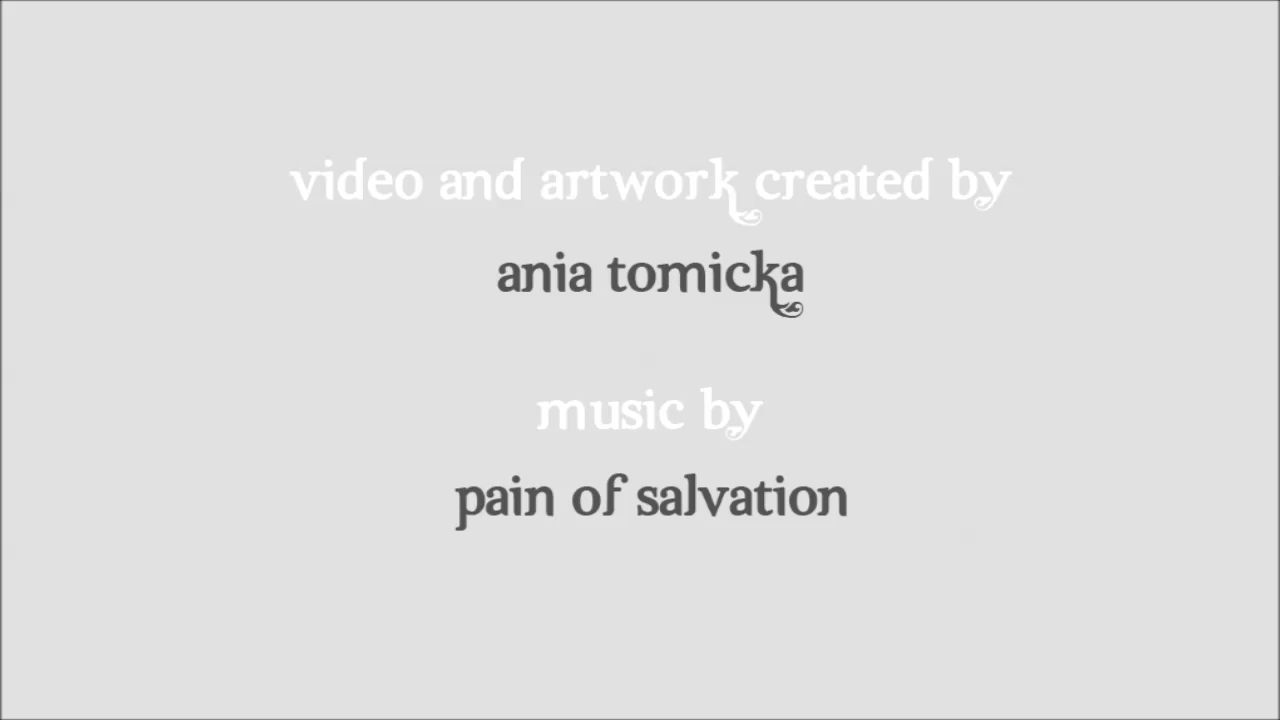 video and artwork created by
ania tomicka
music by
pain of salvation